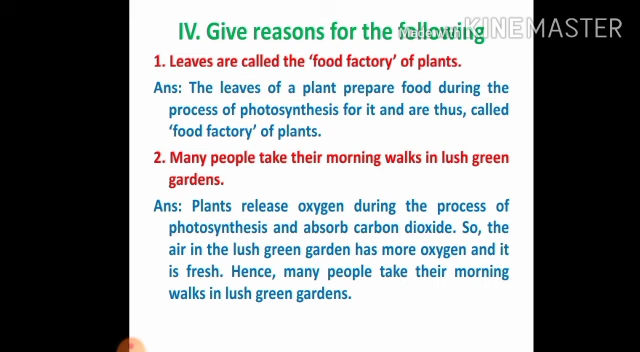 IV. Give reasons for the following
Made with KINEMASTER
1. Leaves are called the ‘food factory’ of plants.
Ans: The leaves of a plant prepare food during the
process of photosynthesis for it and are thus, called
‘food factory’ of plants.
2. Many people take their morning walks in lush green
gardens.
Ans: Plants release oxygen during the process of
photosynthesis and absorb carbon dioxide. So, the
air in the lush green garden has more oxygen and it
is fresh. Hence, many people take their morning
walks in lush green gardens.